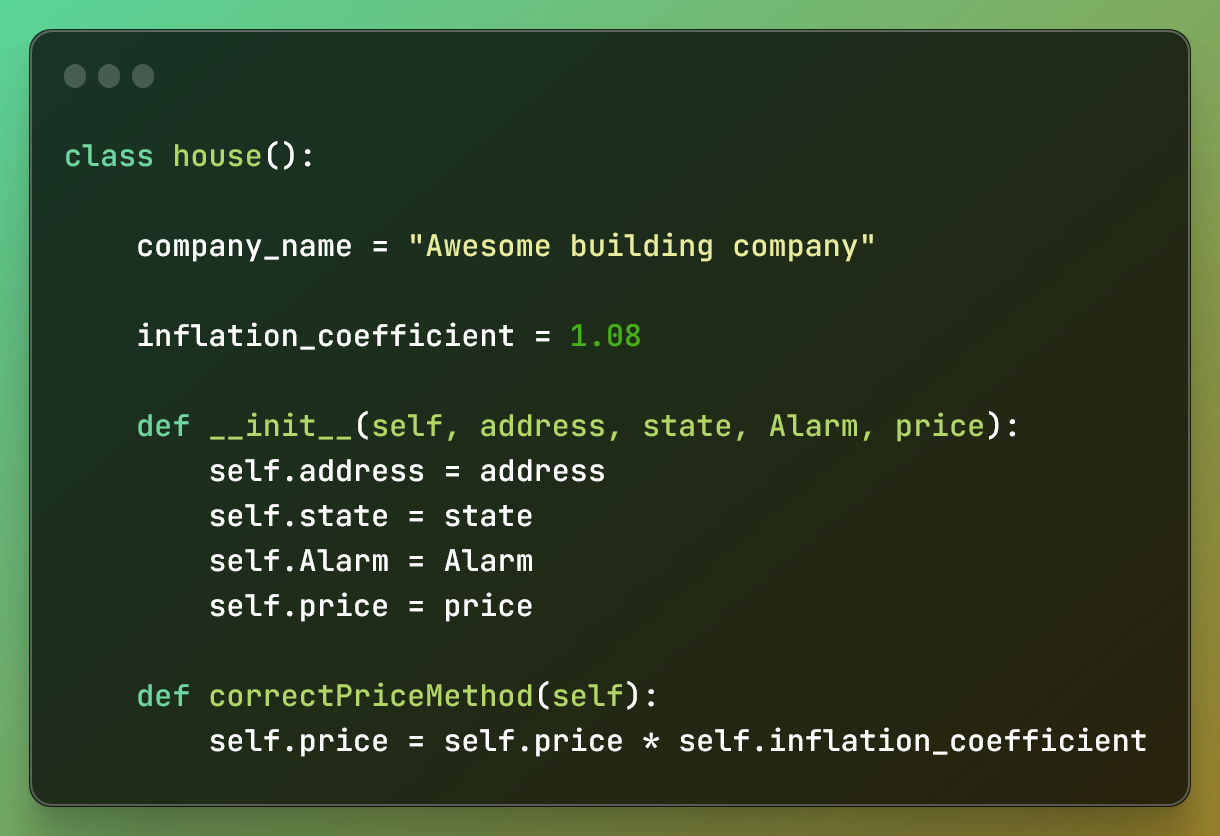 class house():
company_name = "Awesome building company"
inflation_coefficient = 1.08
def __init__(self, address, state, Alarm, price):
self.address = address
self.state = state
self.Alarm = Alarm
self.price = price
def correctPriceMethod(self):
self.price = self.price * self.inflation_coefficient